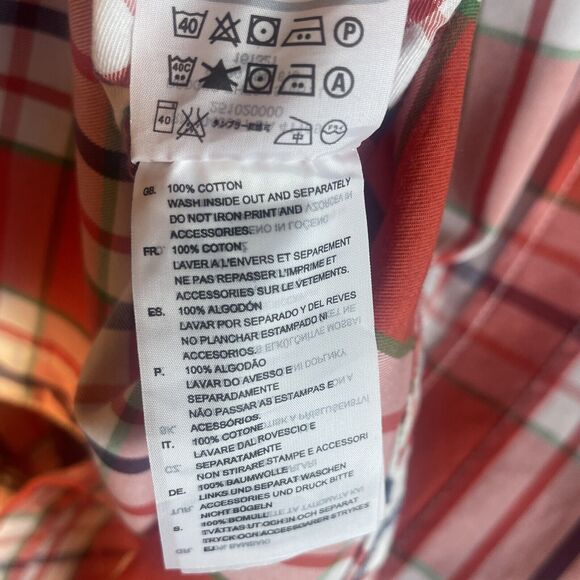 40
P
40C
A
251020000
40
中
GB. 100% COTTON
WASH INSIDE OUT AND SEPARATELY
DO NOT IRON PRINT AND
ACCESSORIES.
FR. 100% COTON
LAVER A L'ENVERS ET SEPAREMENT
NE PAS REPASSER L'IMPRIME ET
ACCESSORIES SUR LE VETEMENTS.
ES. 100% ALGODÓN
LAVAR POR SEPARADO Y DEL REVES
NO PLANCHAR ESTAMPADO NI
ACCESORIOS.
P. 100% ALGODÃO
LAVAR DO AVESSO E
SEPARADAMENTE
NÃO PASSAR AS ESTAMPAS E
ACESSÓRIOS.
IT. 100% COTONE
LAVARE DAL ROVESCIO E
SEPARATAMENTE
NON STIRARE STAMPE E ACCESSORI
DE. 100% BAUMWOLLE
LINKS UND SEPARAT WASCHEN
ACCESSORIES UND DRUCK BITTE
NICHT BÜGELN
S. 100% BOMULL
TVÄTTAS UT OCH IN OCH SEPARAT
TRYCK OCH ACCESSOARER STRYKES
EJ